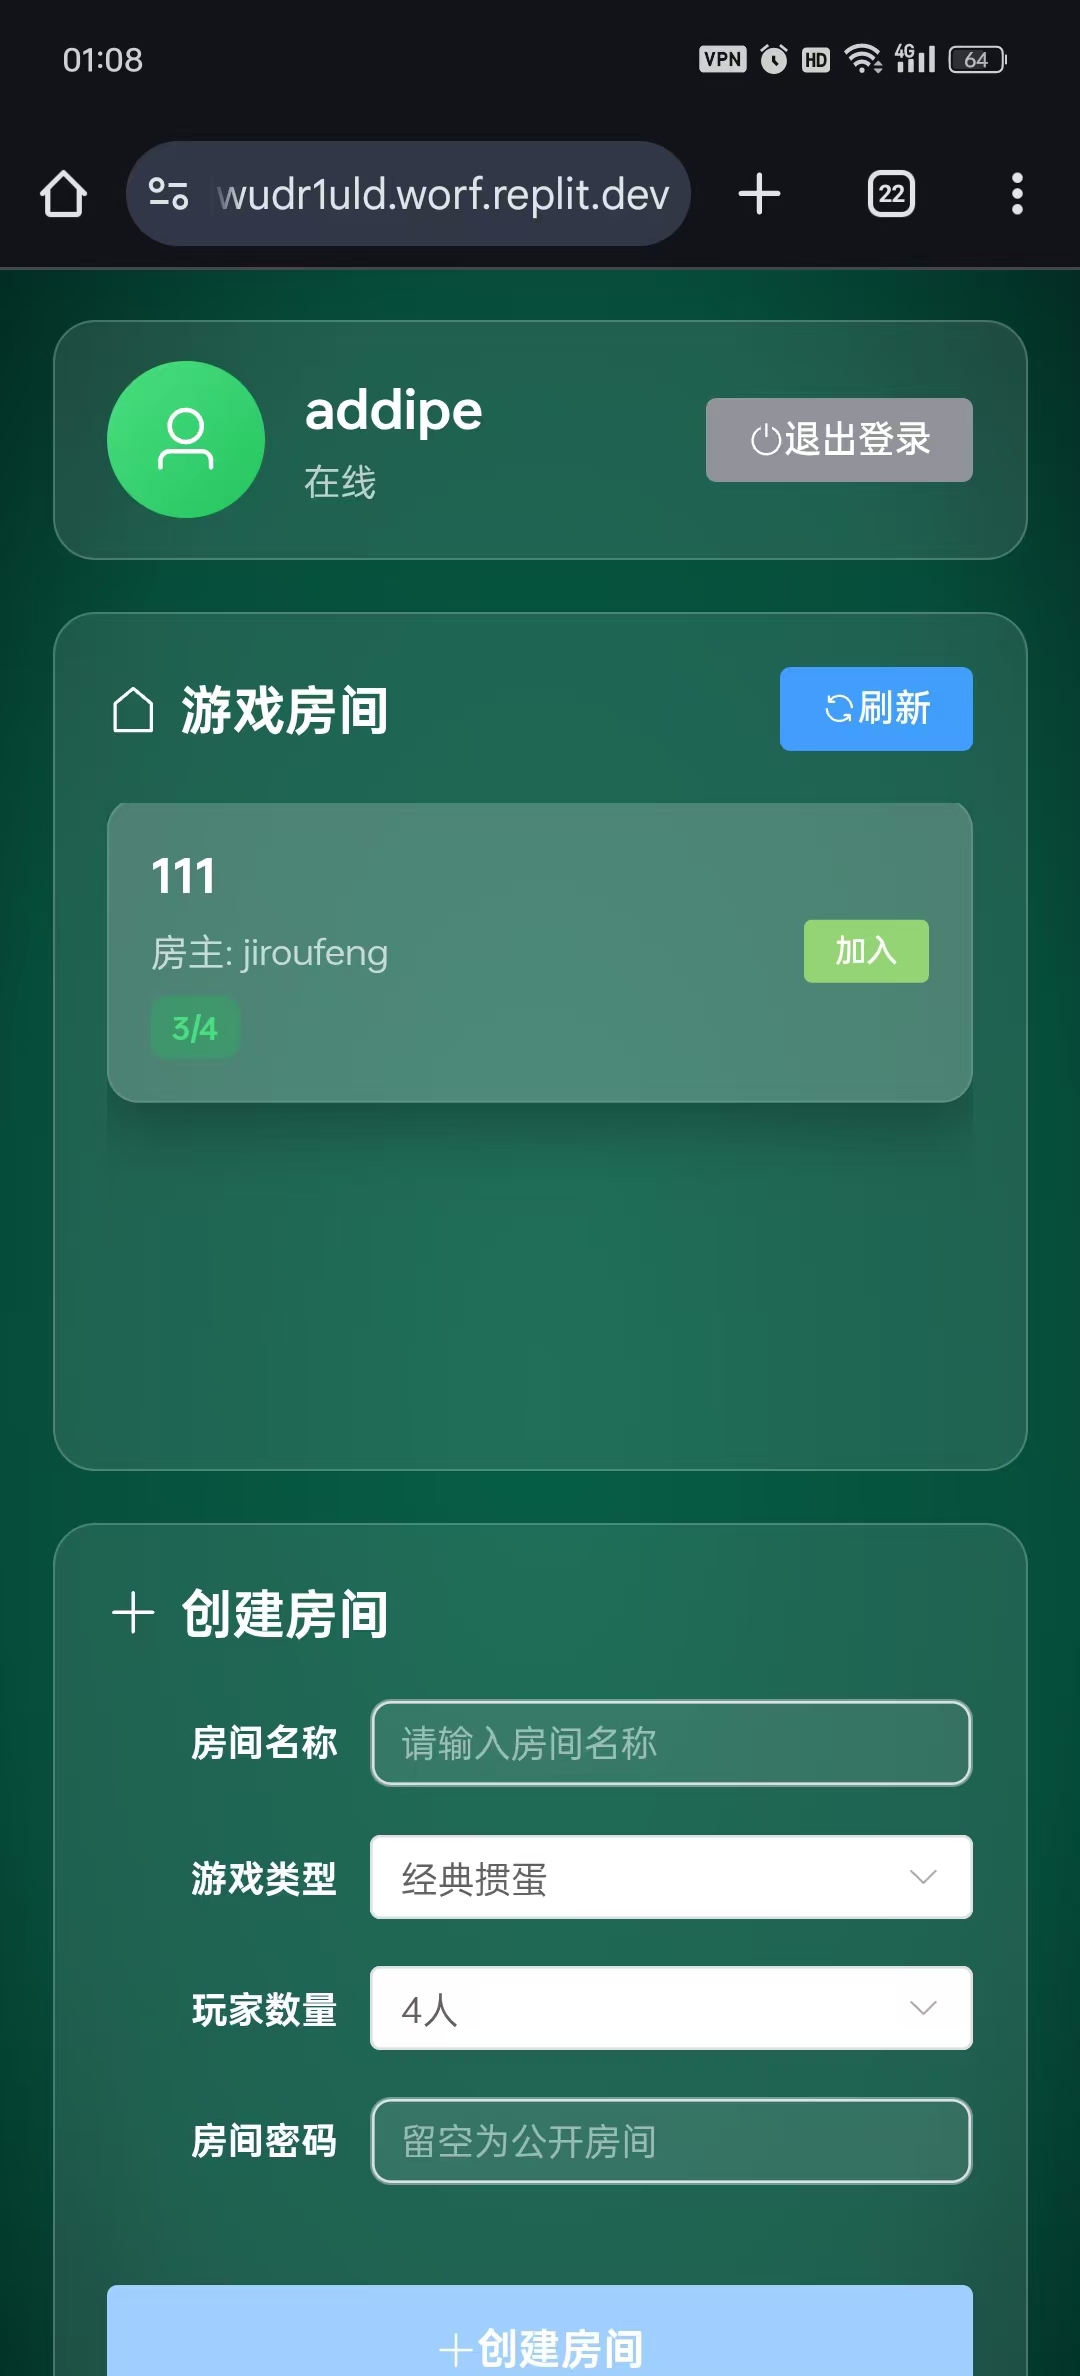 01:08
VPN HD 4G 64
wudr1uld.worf.replit.dev
22
addipe
在线
退出登录
游戏房间
刷新
111
房主: jiroufeng
加入
3/4
创建房间
房间名称
请输入房间名称
游戏类型
经典掼蛋
玩家数量
4人
房间密码
留空为公开房间
创建房间